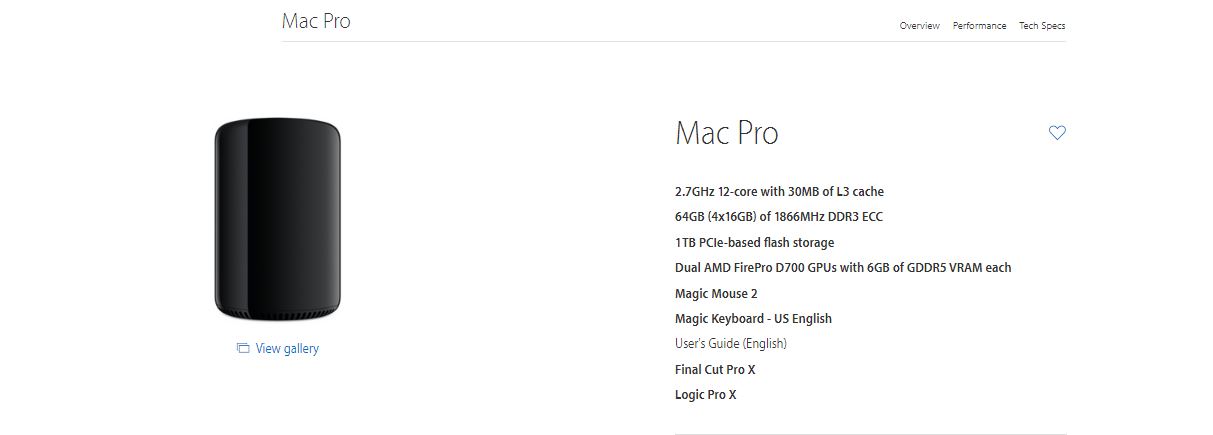 Mac Pro
Overview Performance Tech Specs
Mac Pro
2.7GHz 12-core with 30MB of L3 cache
64GB (4x16GB) of 1866MHz DDR3 ECC
1TB PCIe-based flash storage
Dual AMD FirePro D700 GPUs with 6GB of GDDR5 VRAM each
Magic Mouse 2
Magic Keyboard - US English
User's Guide (English)
Final Cut Pro X
Logic Pro X
View gallery